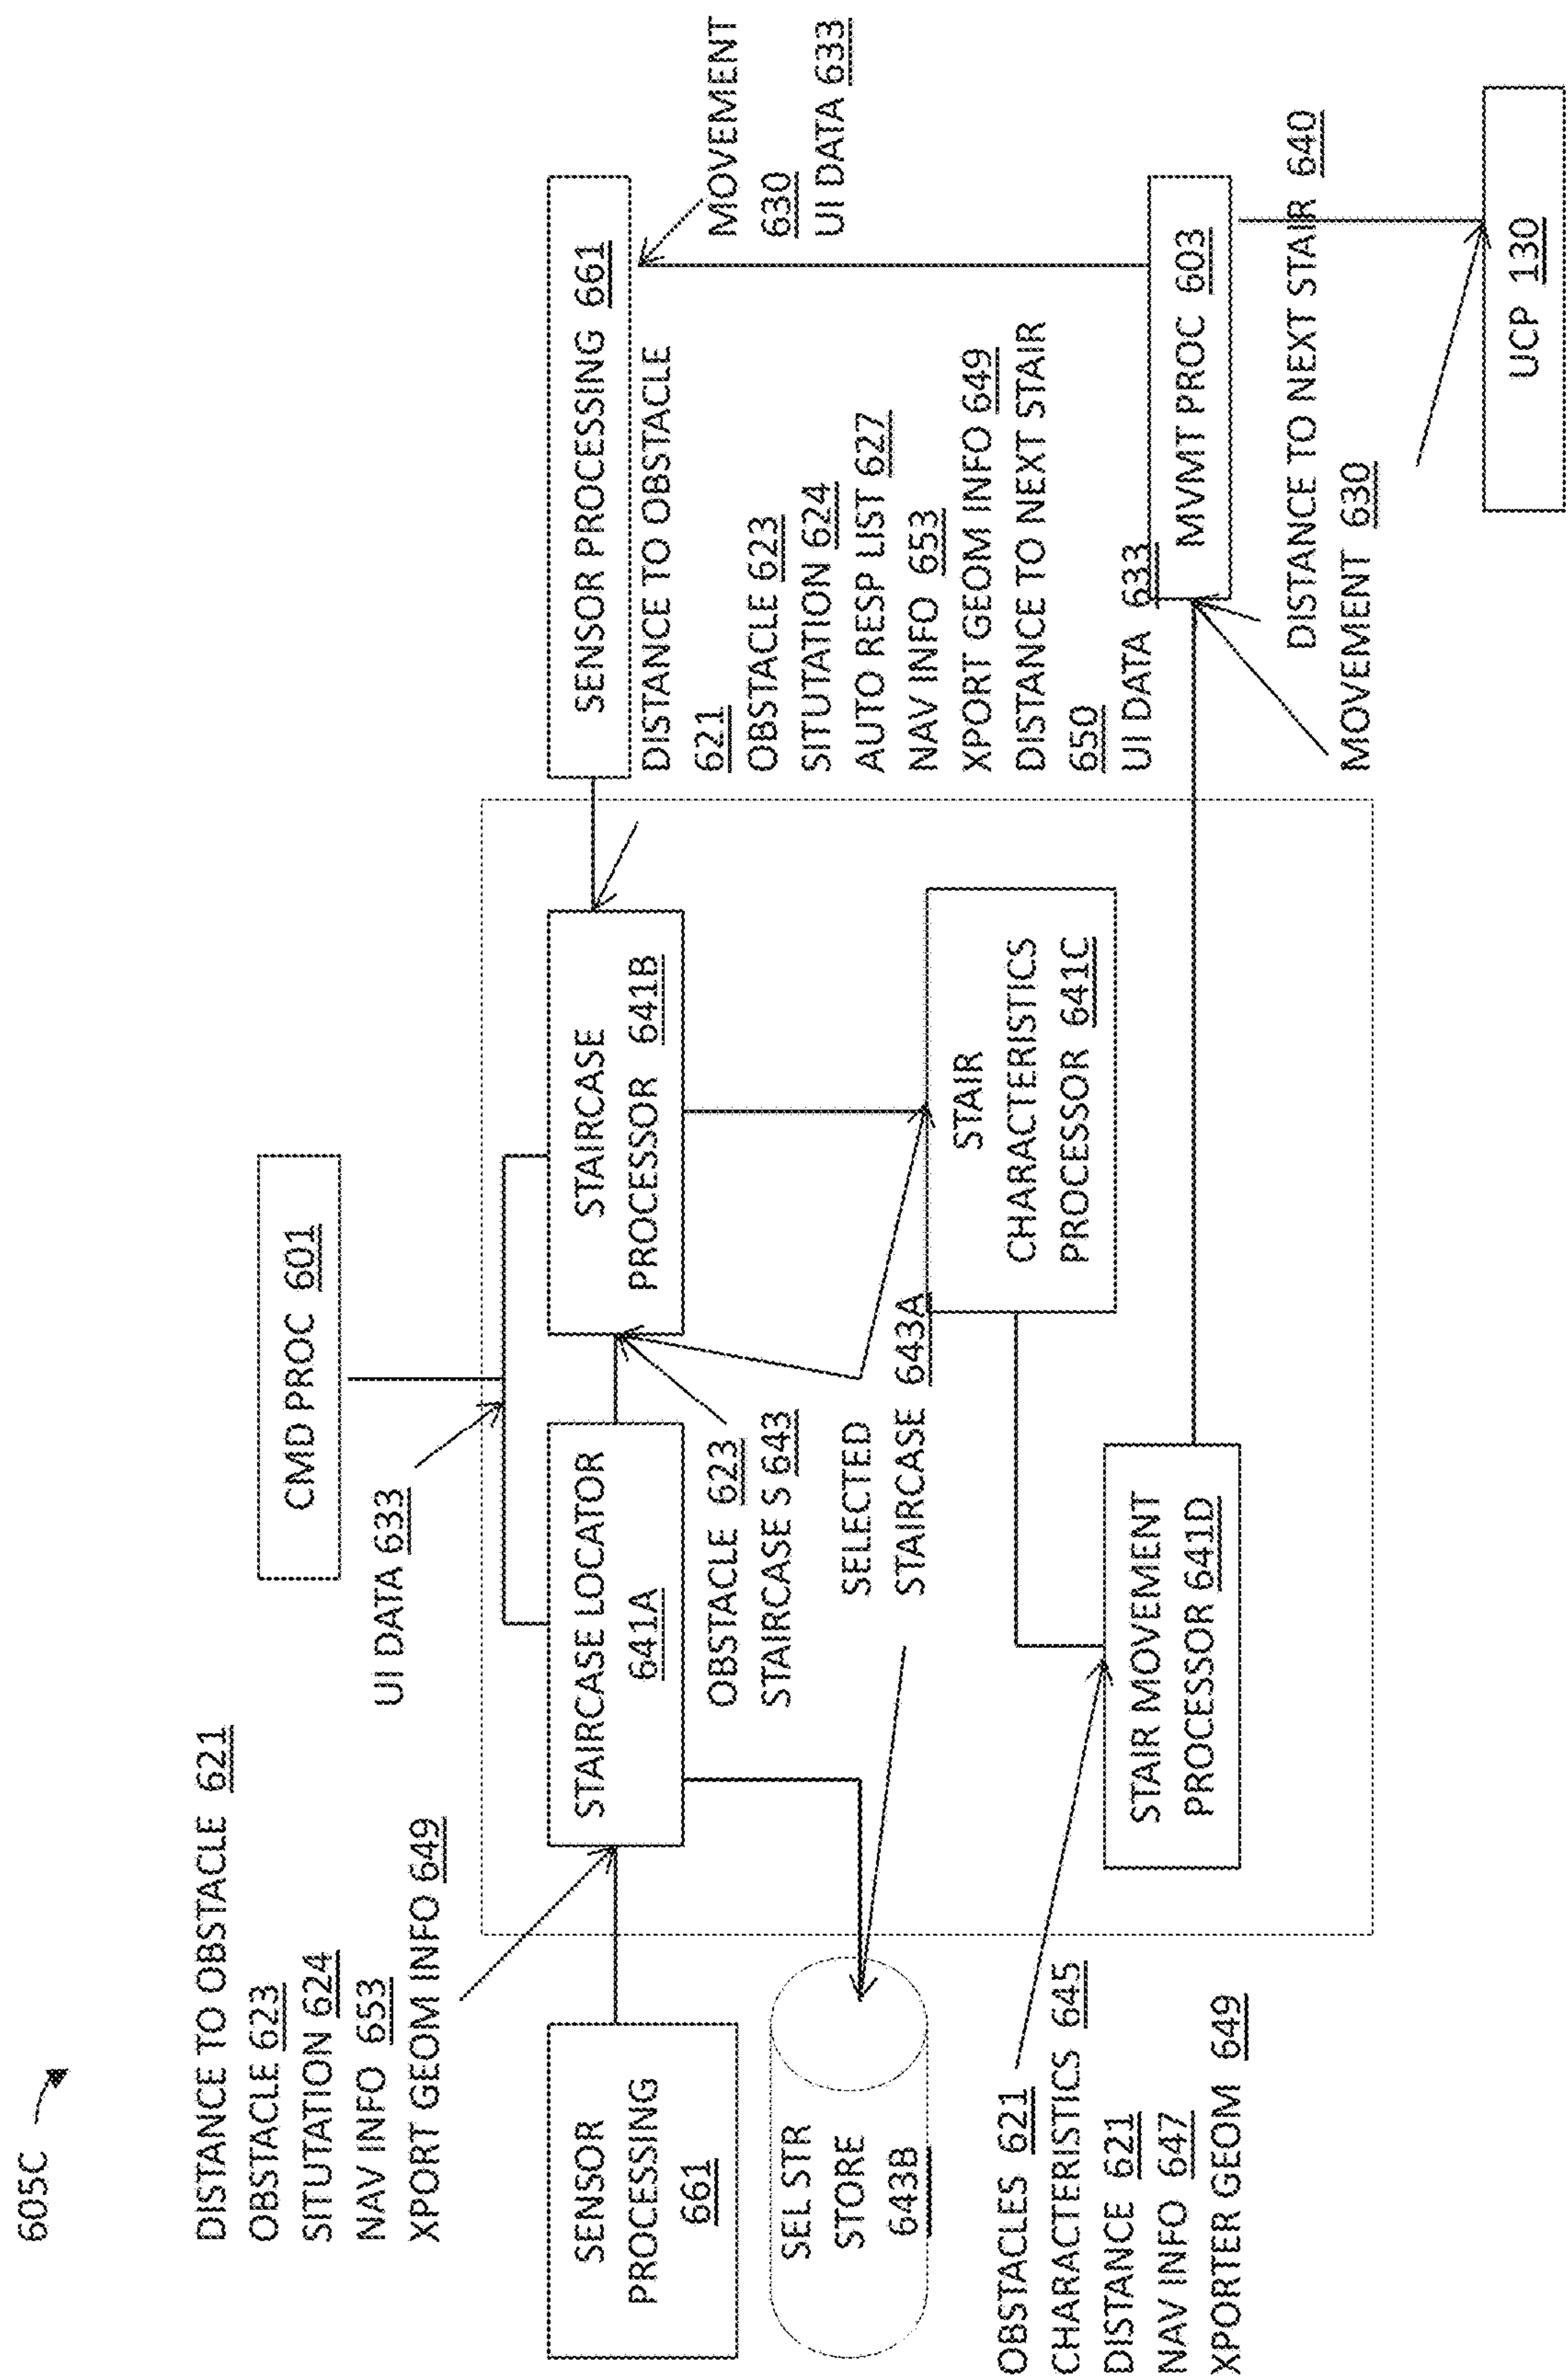 605C
DISTANCE TO OBSTACLE 621
OBSTACLE 623
SITUTATION 624
NAV INFO 653
XPORT GEOM INFO 649
UI DATA 633
CMD PROC 601
SENSOR
PROCESSING
661
STAIRCASE LOCATOR
641A
STAIRCASE
PROCESSOR 641B
SENSOR PROCESSING 661
MOVEMENT
630
UI DATA 633
DISTANCE TO OBSTACLE
621
OBSTACLE 623
SITUTATION 624
AUTO RESP LIST 627
NAV INFO 653
XPORT GEOM INFO 649
DISTANCE TO NEXT STAIR
650
UI DATA 633
OBSTACLE 623
STAIRCASE S 643
SEL STR
STORE
643B
SELECTED
STAIRCASE 643A
STAIR
CHARACTERISTICS
PROCESSOR 641C
OBSTACLES 621
CHARACTERISTICS 645
DISTANCE 621
NAV INFO 647
XPORTER GEOM 649
STAIR MOVEMENT
PROCESSOR 641D
MVMT PROC 603
DISTANCE TO NEXT STAIR 640
MOVEMENT 630
UCP 130